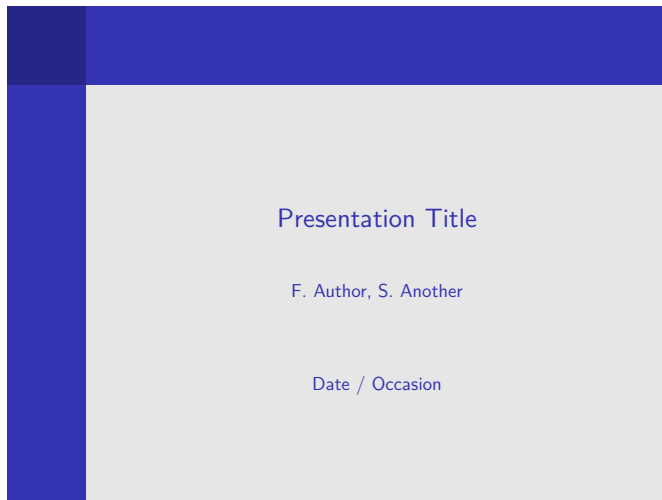 Presentation Title
F. Author, S. Another
Date / Occasion